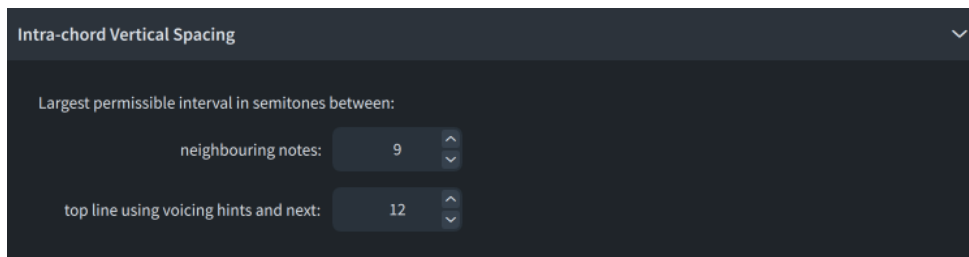 Intra-chord Vertical Spacing
Largest permissible interval in semitones between:
neighbouring notes: 9
top line using voicing hints and next: 12